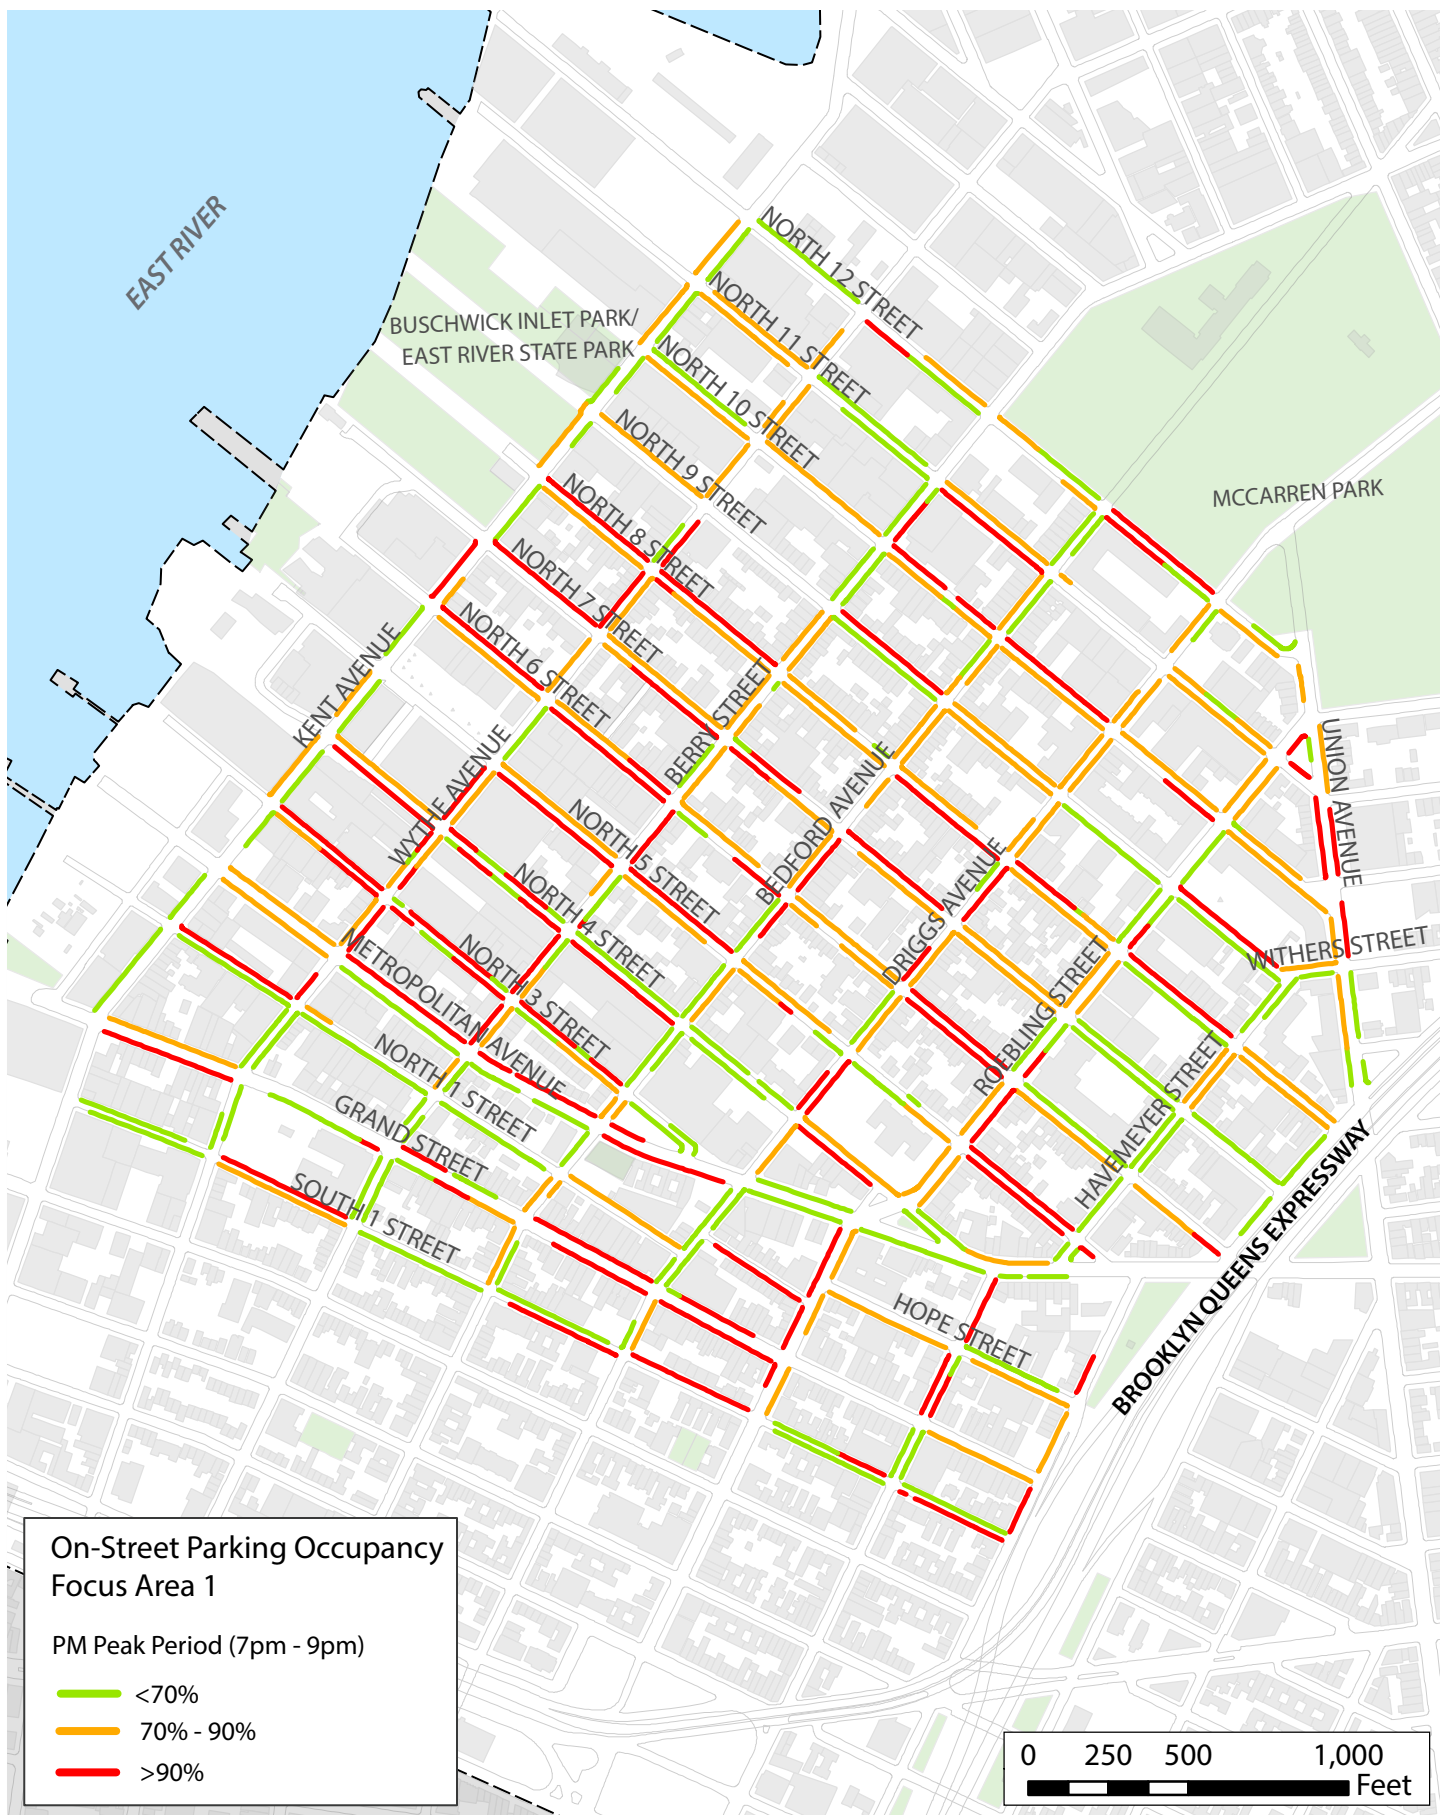 EAST RIVER
BUSCHWICK INLET PARK/
EAST RIVER STATE PARK
NORTH 12 STREET
NORTH 11 STREET
NORTH 10 STREET
NORTH 9 STREET
NORTH 8 STREET
NORTH 7 STREET
NORTH 6 STREET
NORTH 5 STREET
NORTH 4 STREET
NORTH 3 STREET
METROPOLITAN AVENUE
NORTH 1 STREET
GRAND STREET
SOUTH 1 STREET
HOPE STREET
KENT AVENUE
WYTHE AVENUE
BERRY STREET
BEDFORD AVENUE
DRIGGS AVENUE
ROEBLING STREET
HAVEMEYER STREET
WITHERS STREET
UNION AVENUE
MCCARREN PARK
BROOKLYN QUEENS EXPRESSWAY
On-Street Parking Occupancy
Focus Area 1
PM Peak Period (7pm - 9pm)
<70%
70% - 90%
>90%
0 250 500 1,000
Feet